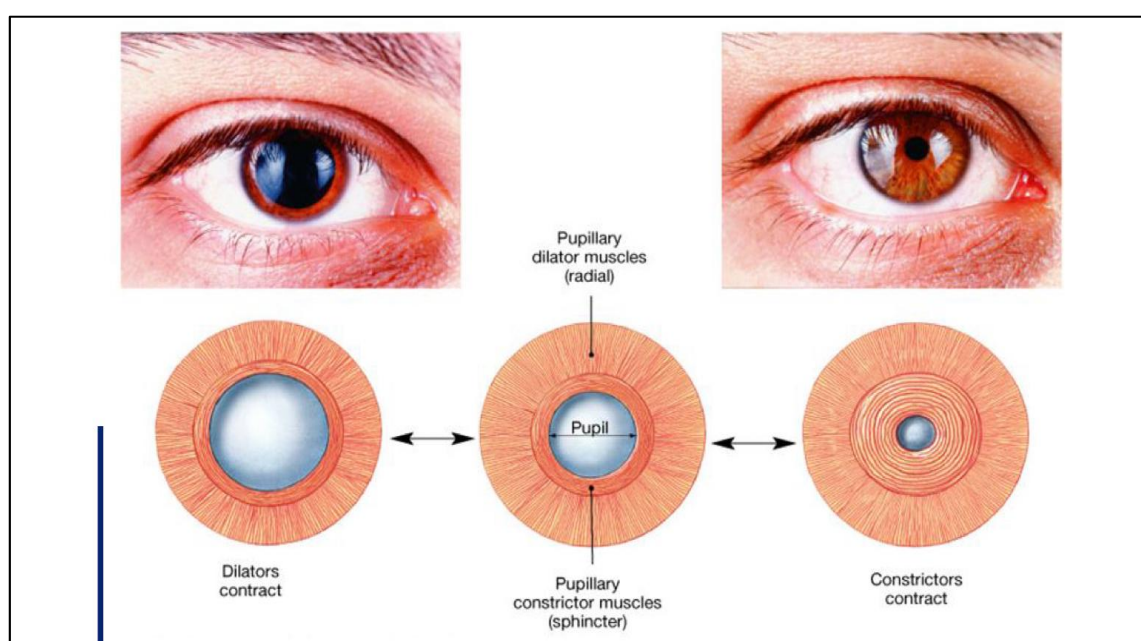 Pupillary
dilator muscles
(radial)
Pupil
Dilators
contract
Pupillary
constrictor muscles
(sphincter)
Constrictors
contract